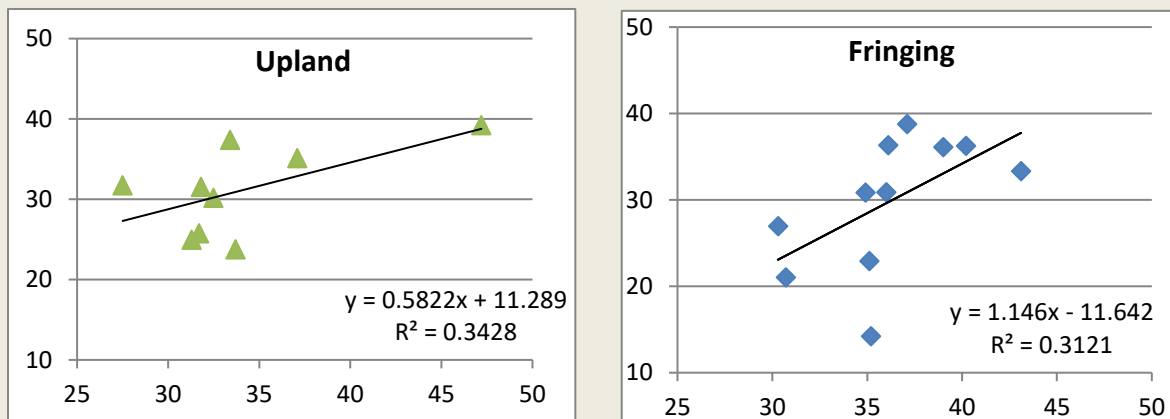 Upland
50
40
30
20
10
25 30 35 40 45 50
y = 0.5822x + 11.289
R² = 0.3428
Fringing
50
40
30
20
10
25 30 35 40 45 50
y = 1.146x - 11.642
R² = 0.3121